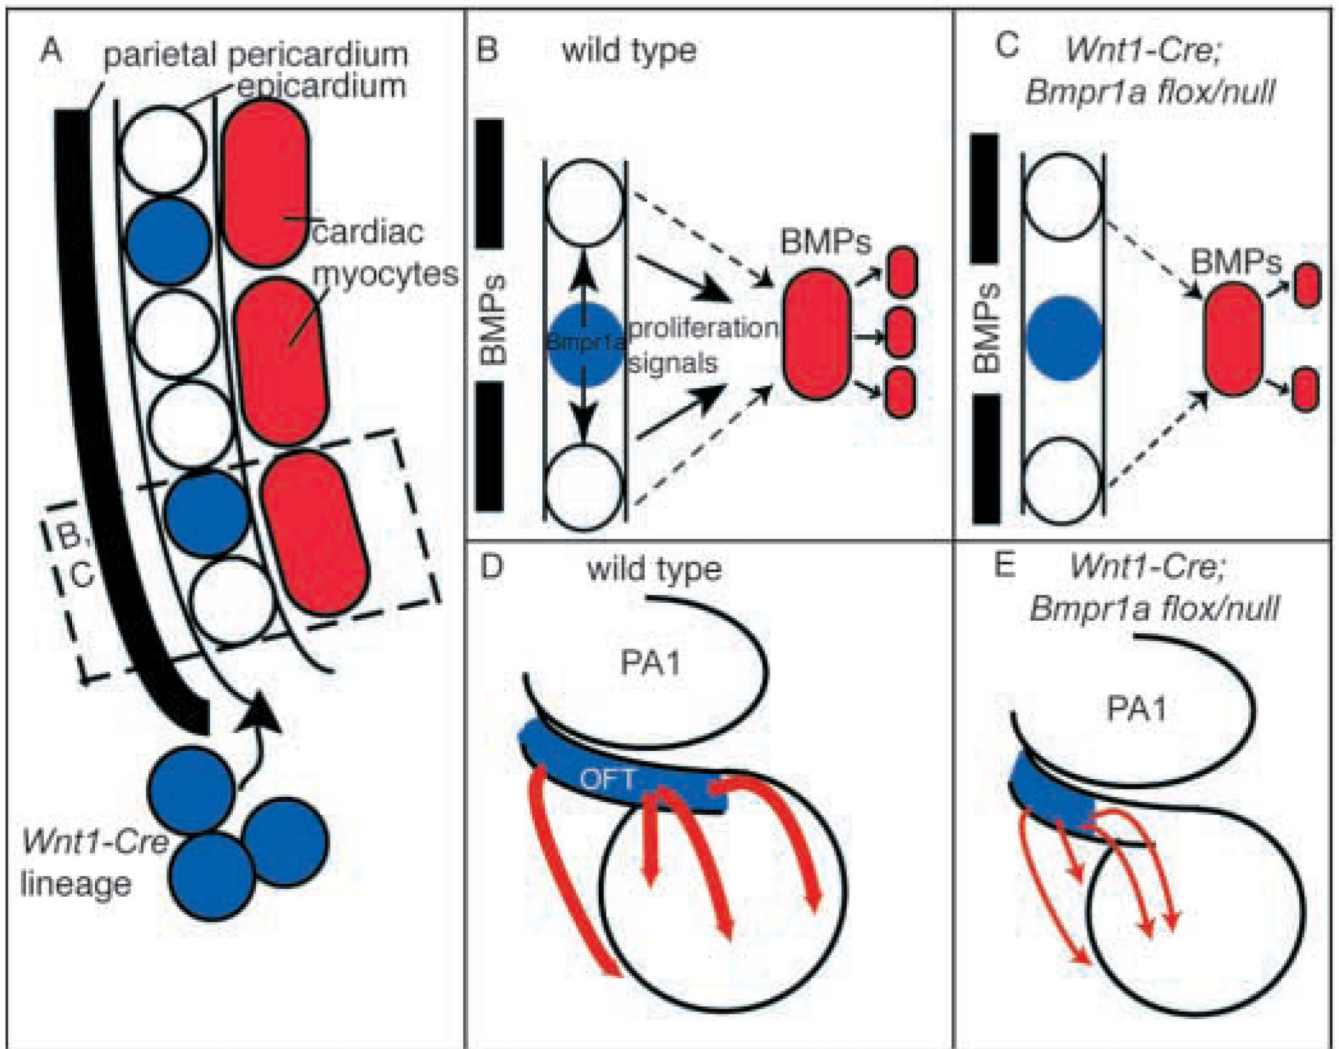 A
parietal pericardium
epicardium
cardiac
myocytes
B,
C
Wnt1-Cre
lineage
B
wild type
BMPs
Bmpr1a
proliferation
signals
BMPs
C
Wnt1-Cre;
Bmpr1a flox/null
BMPs
BMPs
D
wild type
PA1
OFT
E
Wnt1-Cre;
Bmpr1a flox/null
PA1